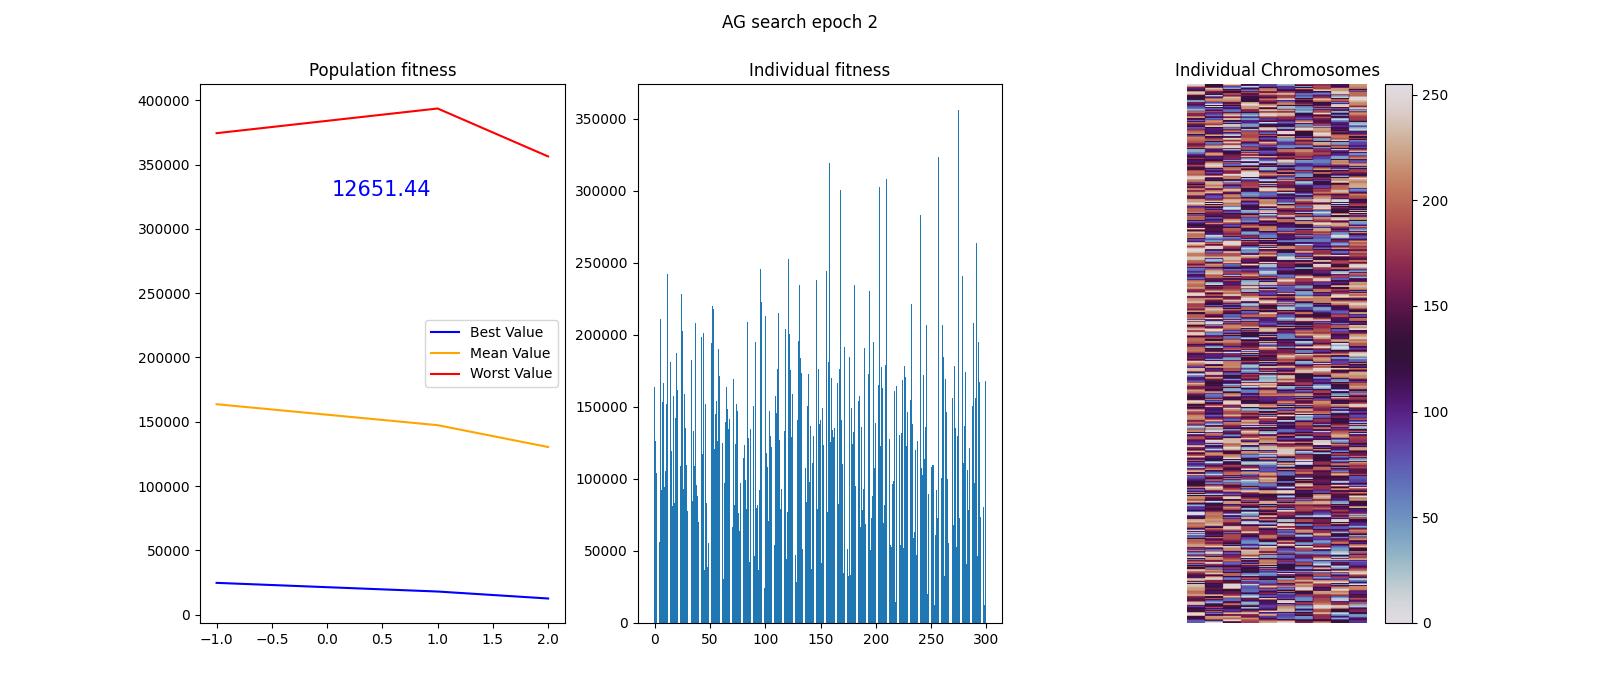 AG search epoch 2
Population fitness
400000
350000
300000
250000
200000
150000
100000
50000
0
−1.0 −0.5 0.0 0.5 1.0 1.5 2.0
12651.44
Best Value
Mean Value
Worst Value
Individual fitness
350000
300000
250000
200000
150000
100000
50000
0
0 50 100 150 200 250 300
Individual Chromosomes
250
200
150
100
50
0